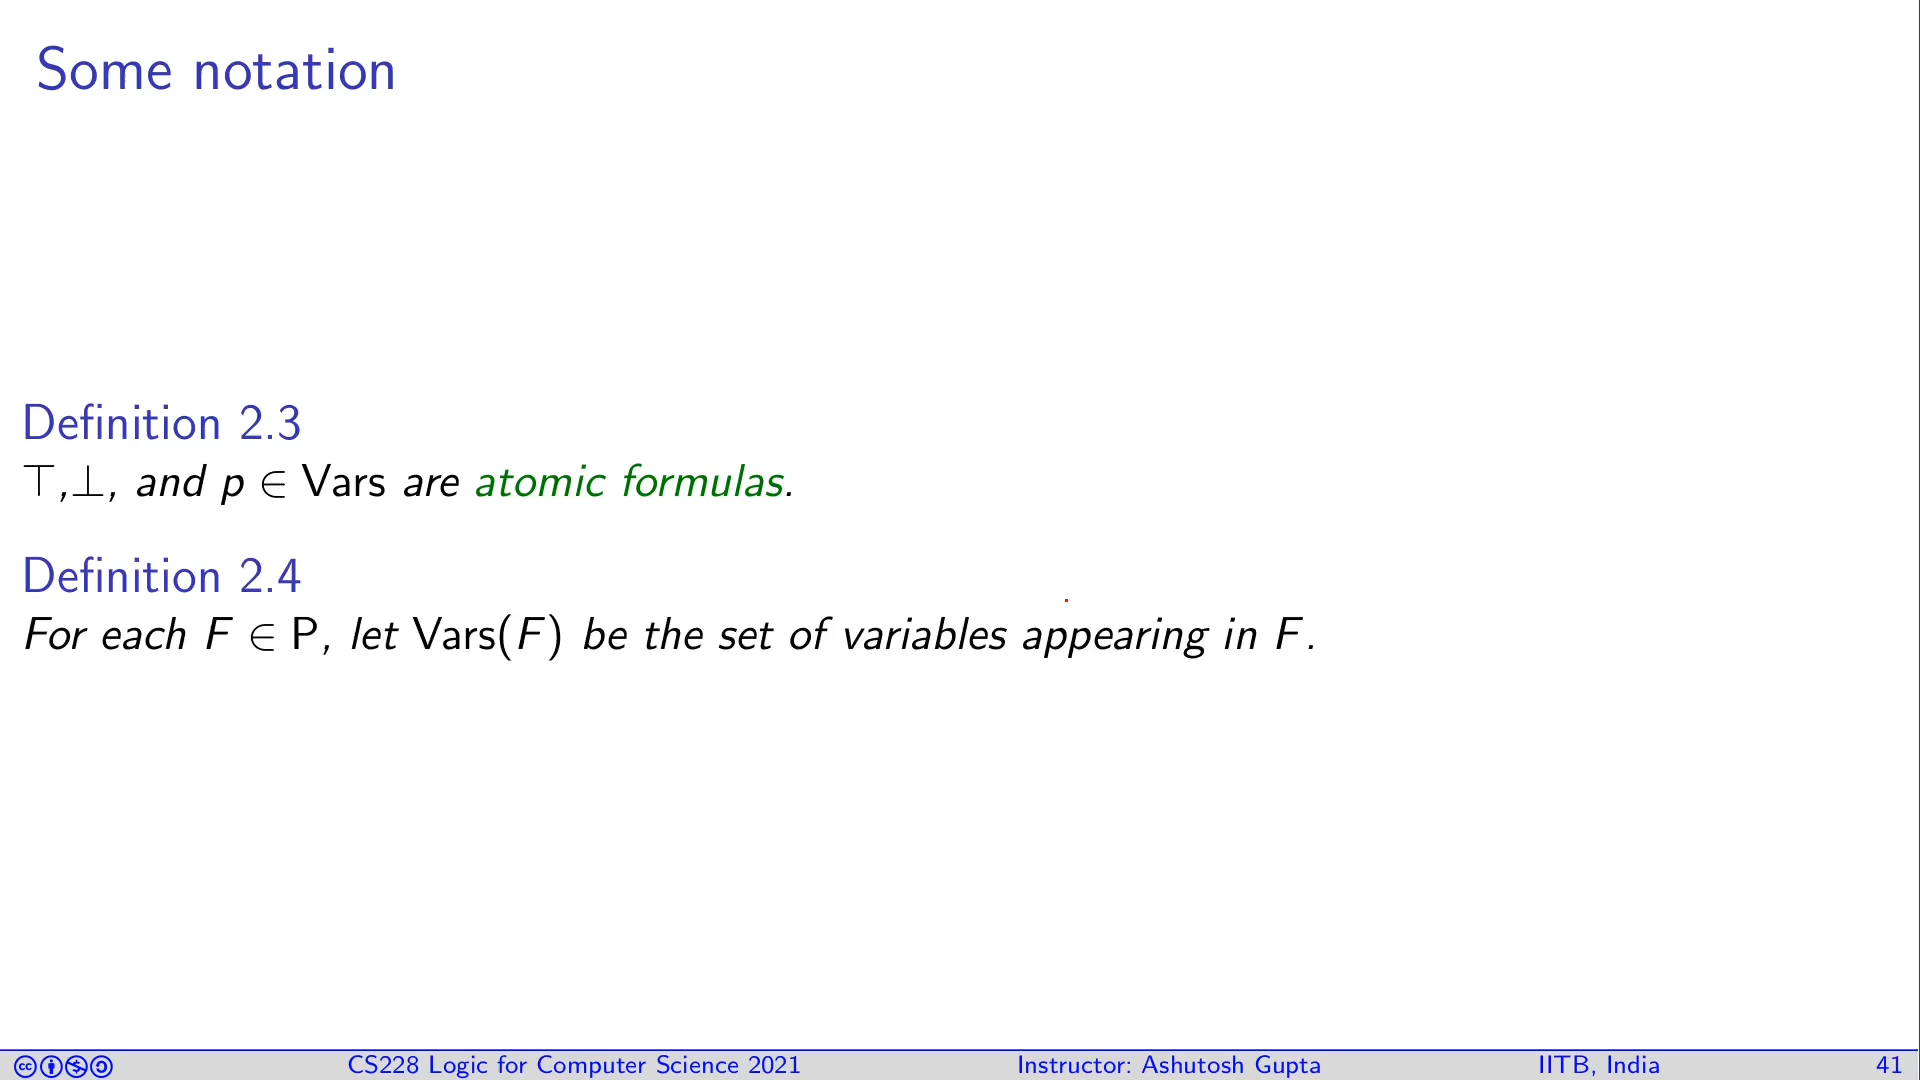 Some notation
Definition 2.3
⊤,⊥, and p ∈ Vars are atomic formulas.
Definition 2.4
For each F ∈ P, let Vars(F) be the set of variables appearing in F.
CS228 Logic for Computer Science 2021 Instructor: Ashutosh Gupta IITB, India 41